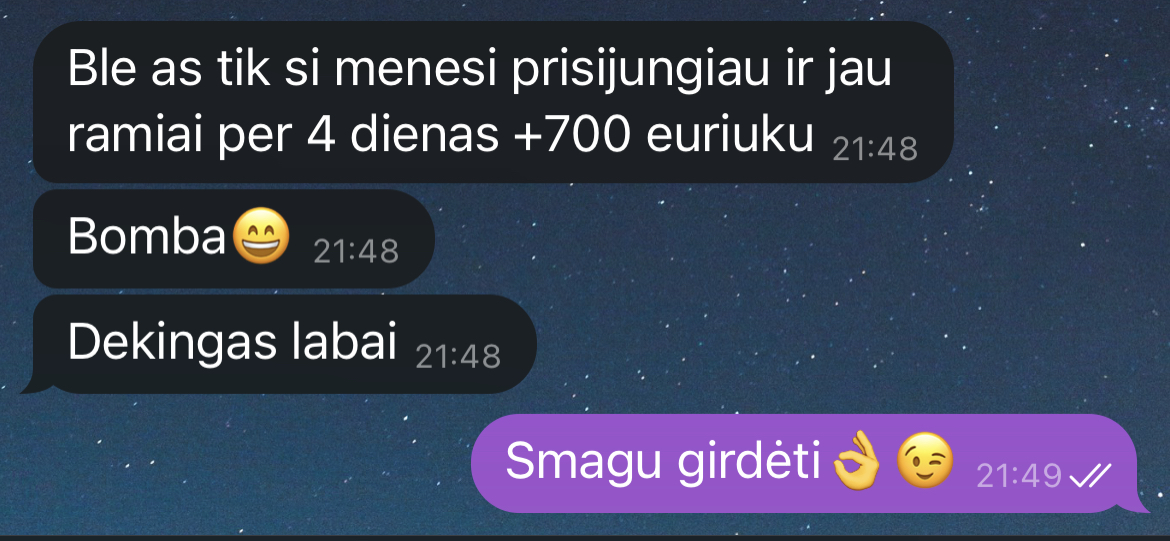 Ble as tik si menesi prisijungiau ir jau
ramiai per 4 dienas +700 euriuku 21:48
Bomba😄 21:48
Dekingas labai 21:48
Smagu girdėti👌😉 21:49